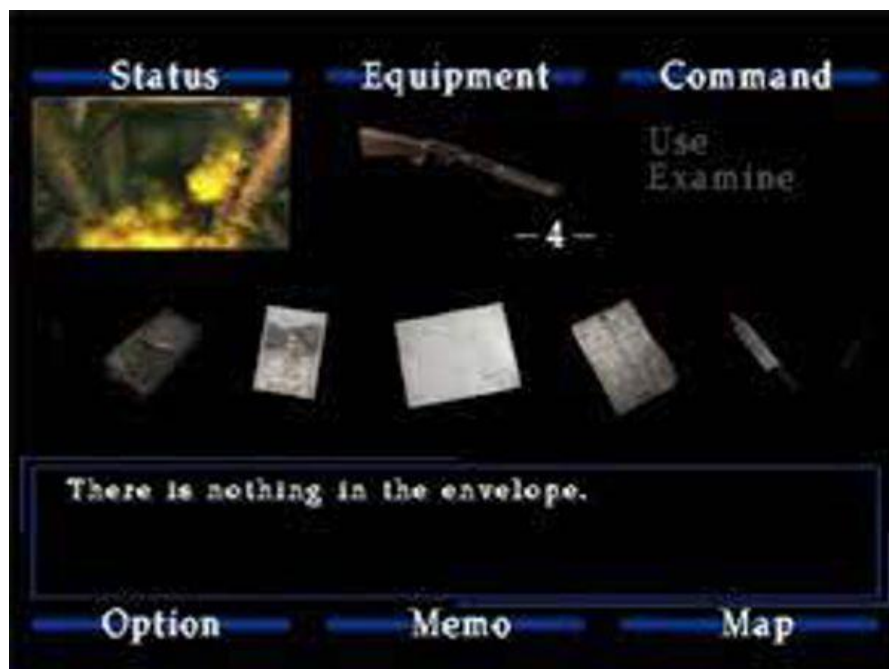 Status Equipment Command
Use
Examine
-4-
There is nothing in the envelope.
Option Memo Map